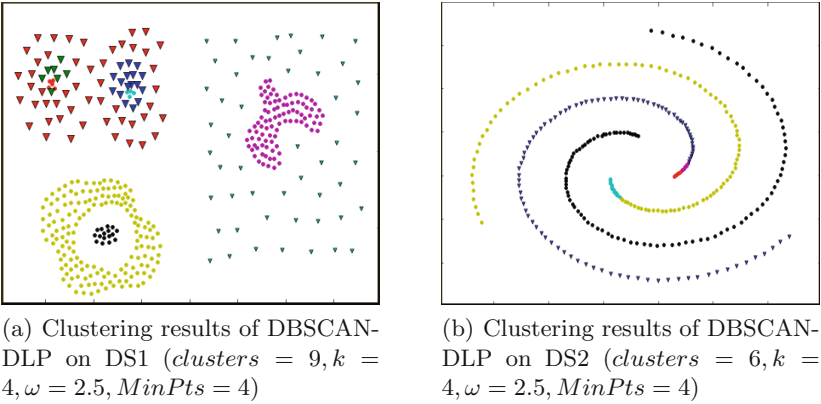 (a) Clustering results of DBSCAN-
DLP on DS1 (clusters = 9, k =
4, ω = 2.5, MinPts = 4)
(b) Clustering results of DBSCAN-
DLP on DS2 (clusters = 6, k =
4, ω = 2.5, MinPts = 4)